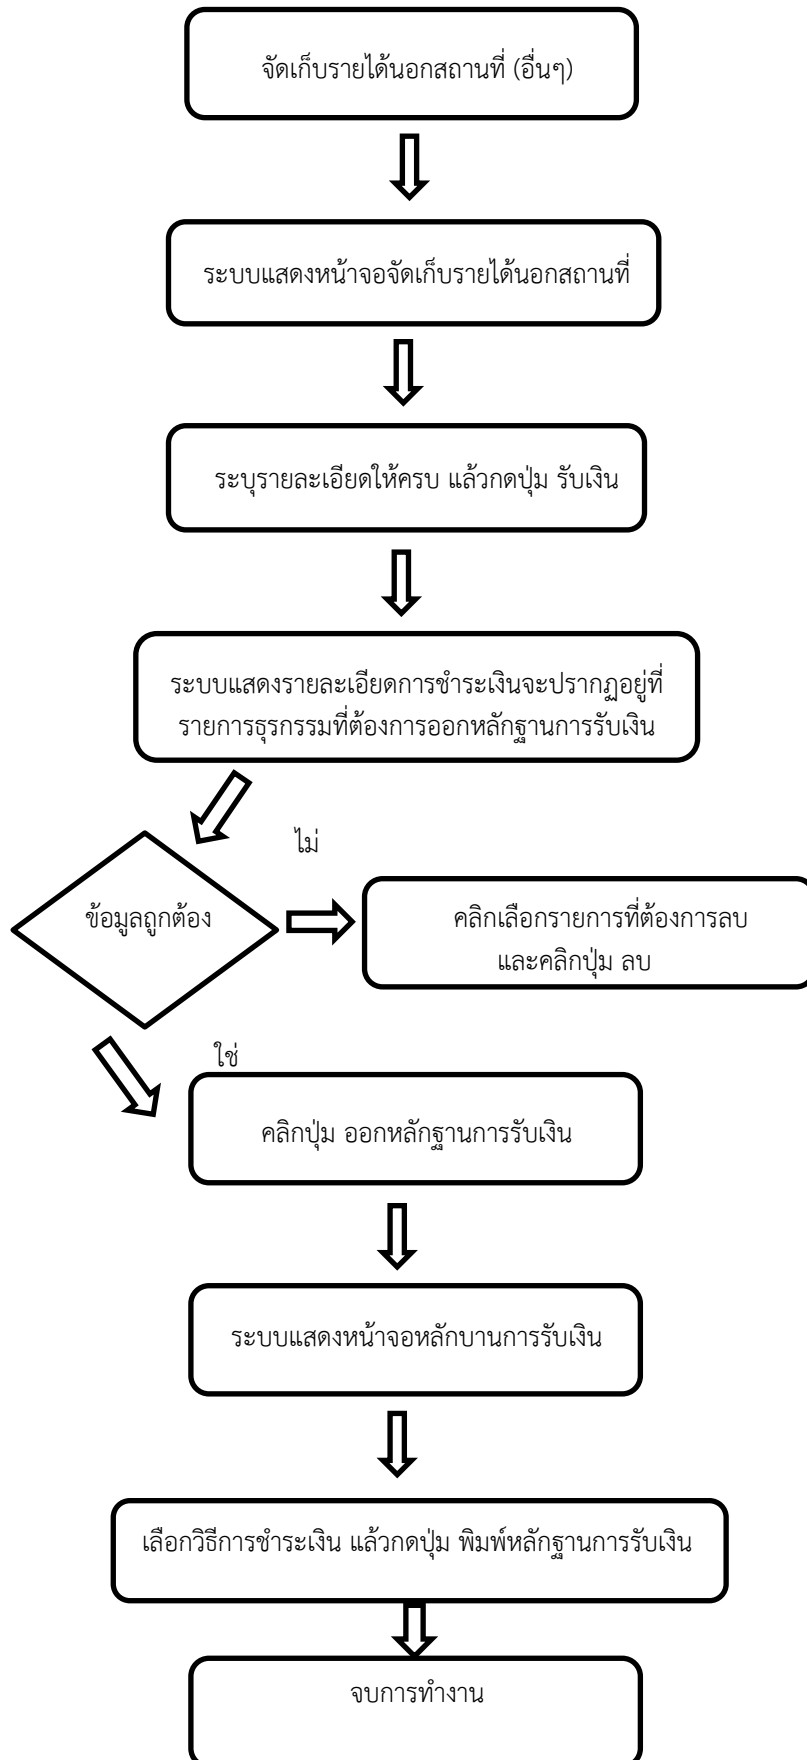 จัดเก็บรายได้นอกสถานที่ (อื่นๆ)
ระบบแสดงหน้าจอจัดเก็บรายได้นอกสถานที่
ระบุรายละเอียดให้ครบ แล้วกดปุ่ม รับเงิน
ระบบแสดงรายละเอียดการชำระเงินจะปรากฏอยู่ที่
รายการธุรกรรมที่ต้องการออกหลักฐานการรับเงิน
ไม่
ข้อมูลถูกต้อง
คลิกเลือกรายการที่ต้องการลบ
และคลิกปุ่ม ลบ
ใช่
คลิกปุ่ม ออกหลักฐานการรับเงิน
ระบบแสดงหน้าจอหลักบานการรับเงิน
เลือกวิธีการชำระเงิน แล้วกดปุ่ม พิมพ์หลักฐานการรับเงิน
จบการทำงาน